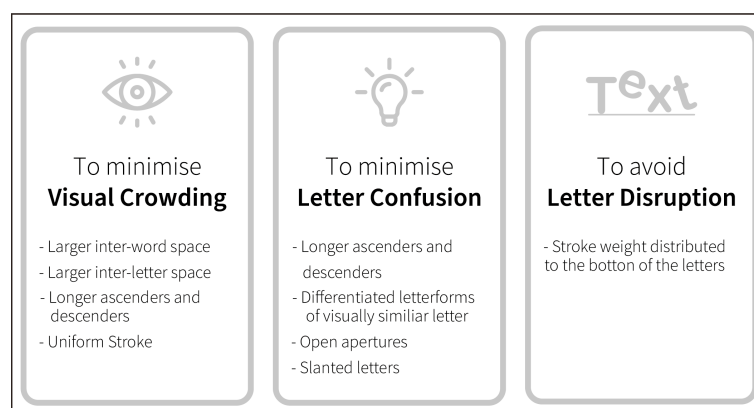 To minimise
Visual Crowding
- Larger inter-word space
- Larger inter-letter space
- Longer ascenders and
descenders
- Uniform Stroke
To minimise
Letter Confusion
- Longer ascenders and
descenders
- Differentiated letterforms
of visually similiar letter
- Open apertures
- Slanted letters
Text
To avoid
Letter Disruption
- Stroke weight distributed
to the botton of the letters